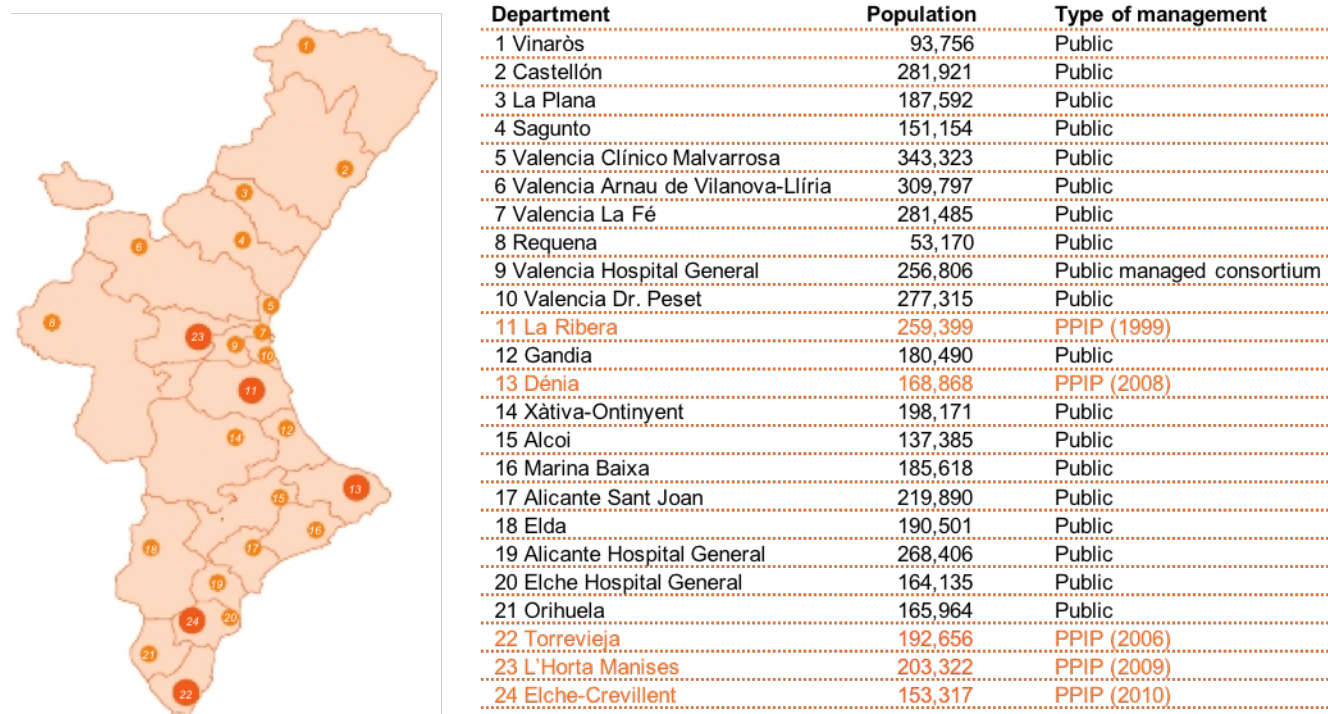 Department Population Type of management
1 Vinaròs 93,756 Public
2 Castellón 281,921 Public
3 La Plana 187,592 Public
4 Sagunto 151,154 Public
5 Valencia Clínico Malvarrosa 343,323 Public
6 Valencia Arnau de Vilanova-Llíria 309,797 Public
7 Valencia La Fé 281,485 Public
8 Requena 53,170 Public
9 Valencia Hospital General 256,806 Public managed consortium
10 Valencia Dr. Peset 277,315 Public
11 La Ribera 259,399 PPIP (1999)
12 Gandia 180,490 Public
13 Dénia 168,868 PPIP (2008)
14 Xàtiva-Ontinyent 198,171 Public
15 Alcoi 137,385 Public
16 Marina Baixa 185,618 Public
17 Alicante Sant Joan 219,890 Public
18 Elda 190,501 Public
19 Alicante Hospital General 268,406 Public
20 Elche Hospital General 164,135 Public
21 Orihuela 165,964 Public
22 Torrevieja 192,656 PPIP (2006)
23 L'Horta Manises 203,322 PPIP (2009)
24 Elche-Crevillent 153,317 PPIP (2010)
1
2
3
4
6
5
8
23
7
9
10
11
12
14
13
15
16
18
17
19
20
24
21
22